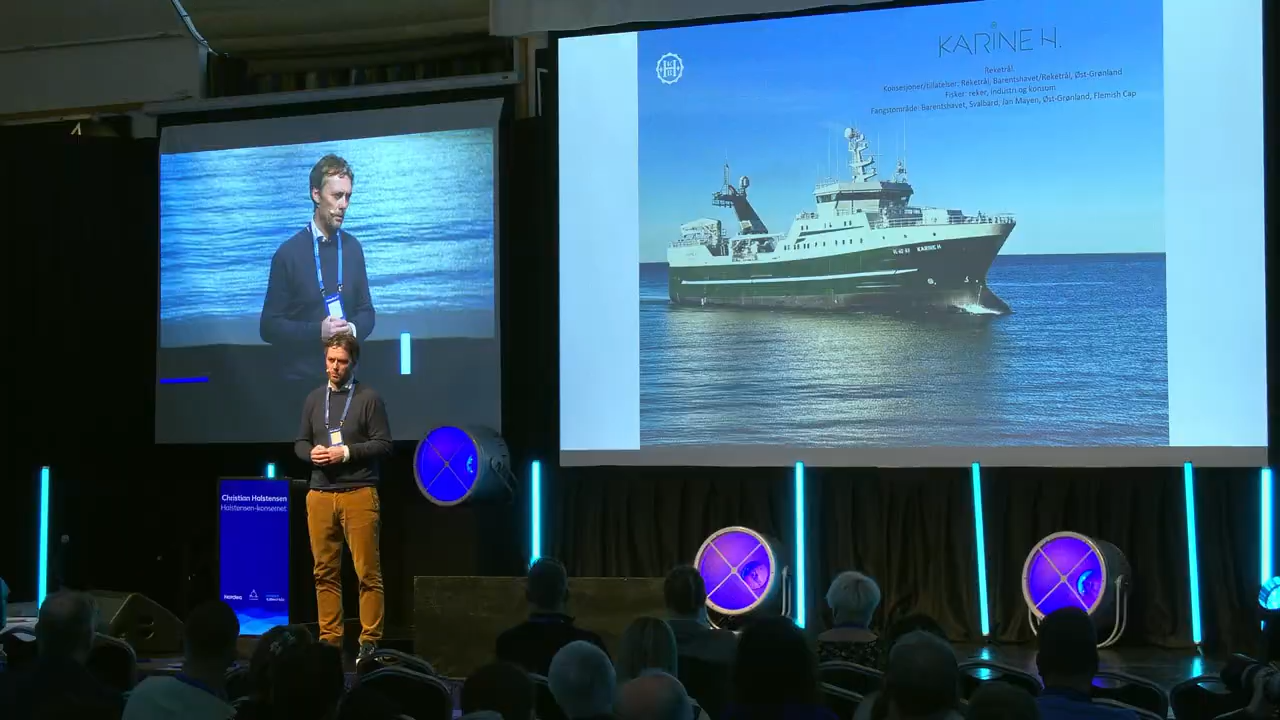 KARINE H.
Reketrål.
Konsesjoner/tillatelser: Reketrål, Barentshavet/Reketrål, Øst-Grønland
Fisker: reker, industri og konsum
Fangstområde: Barentshavet, Svalbard, Jan Mayen, Øst-Grønland, Flemish Cap
KARINE H
Christian Halstensen
Halstensen-konsernet
Nordea